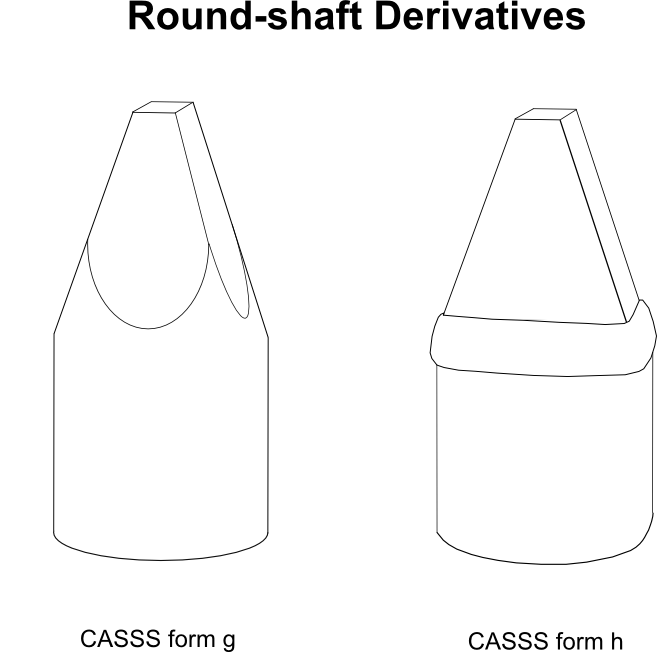 Round-shaft Derivatives
CASSS form g
CASSS form h